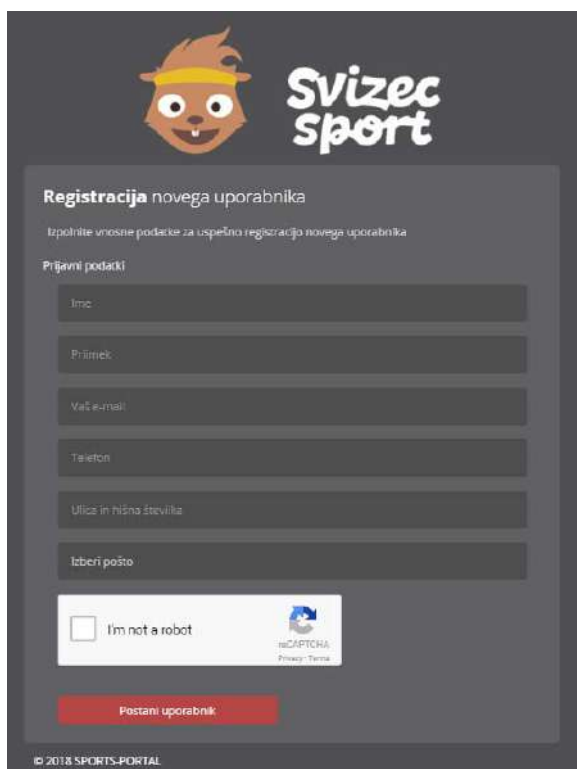 Svizec
sport
Registracija novega uporabnika
Izpolnite vnosne podatke za uspešno registracijo novega uporabnika
Prijavni podatki
Ime
Priimek
Vaš e-mail
Telefon
Ulica in hišna številka
Izberi pošto
I'm not a robot
reCAPTCHA
Privacy - Terms
Postani uporabnik
© 2018 SPORTS-PORTAL